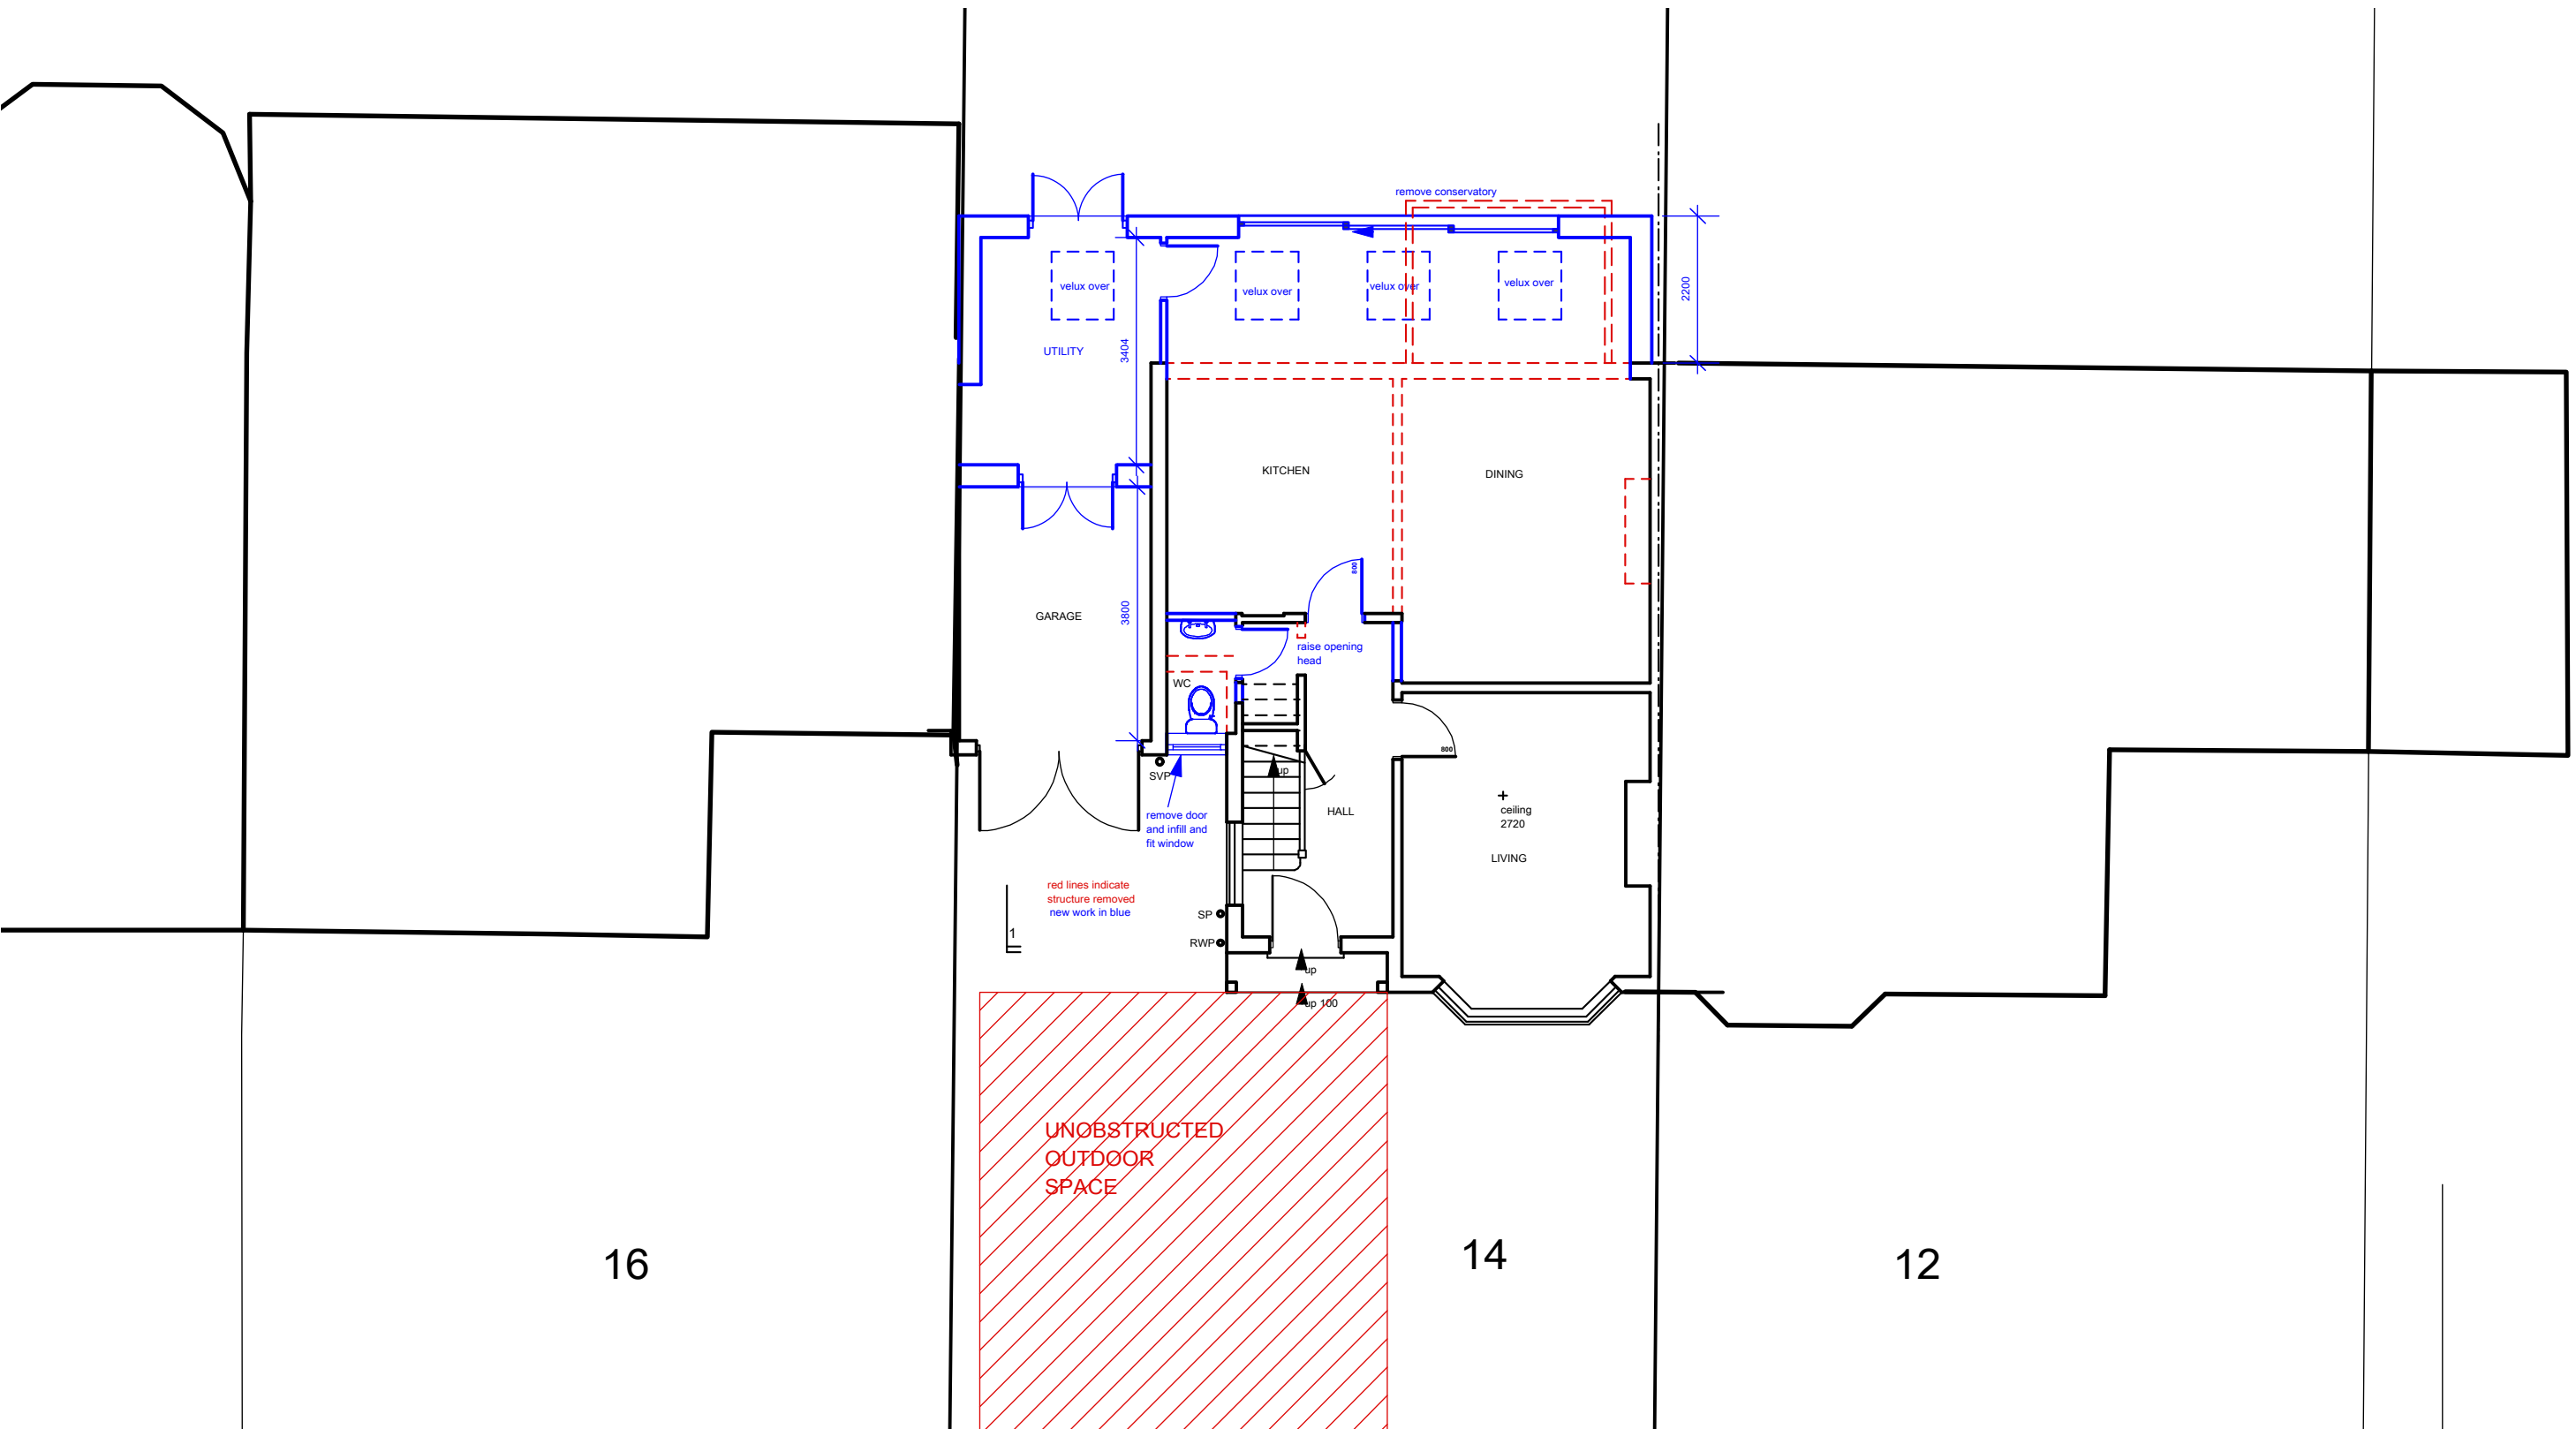 remove conservatory
velux over
velux over
velux over
velux over
2200
UTILITY
3404
KITCHEN
DINING
800
GARAGE
3800
raise opening
head
WC
800
SVP
up
ceiling
2720
HALL
remove door
and infill and
fit window
LIVING
red lines indicate
structure removed
new work in blue
SP
1
RWP
up
up 100
UNOBSTRUCTED
OUTDOOR
SPACE
16
14
12